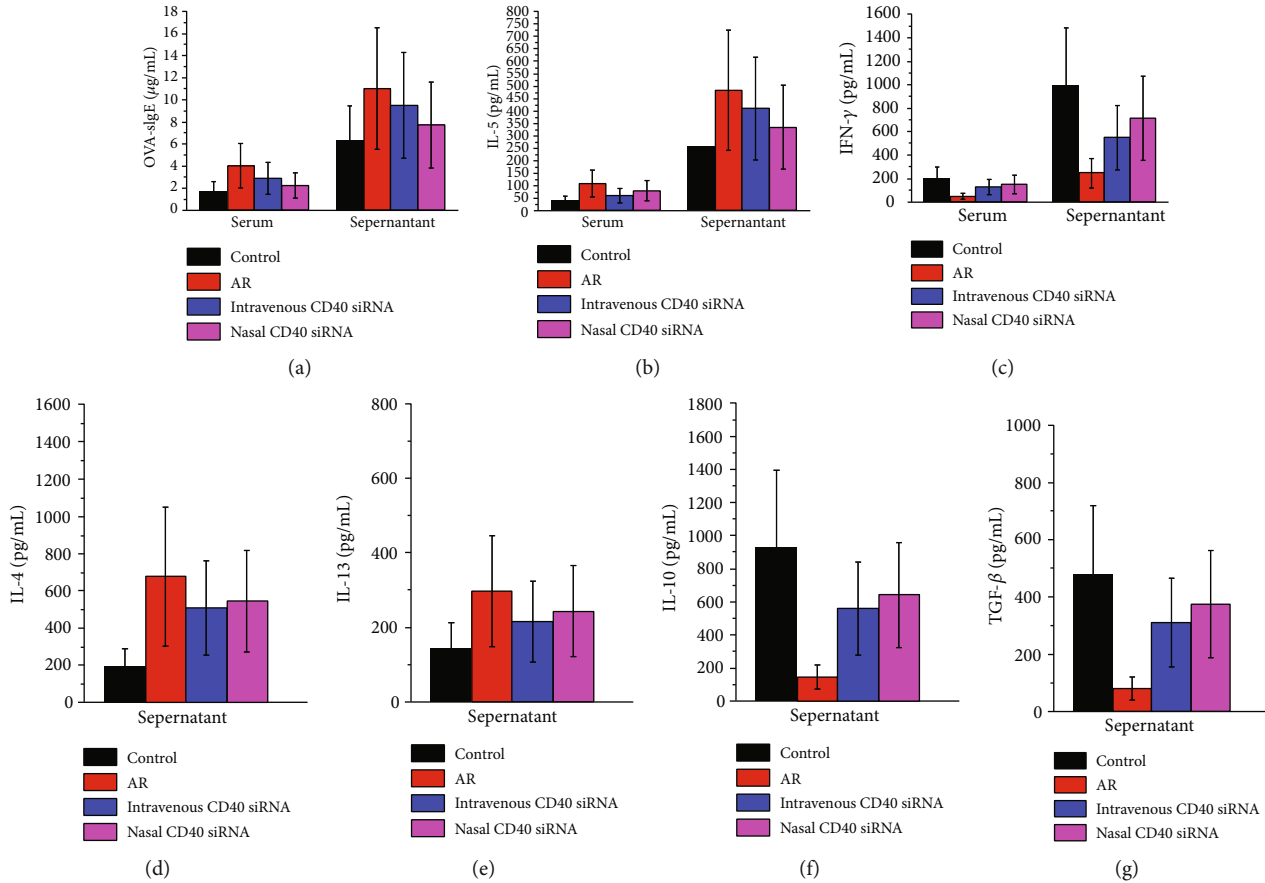 18
16
14
12
10
8
6
4
2
0
OVA-slgE (μg/mL)
Serum
Sepernantant
Control
AR
Intravenous CD40 siRNA
Nasal CD40 siRNA
(a)
800
750
700
650
600
550
500
450
400
350
300
250
200
150
100
50
0
IL-5 (pg/mL)
Serum
Sepernantant
Control
AR
Intravenous CD40 siRNA
Nasal CD40 siRNA
(b)
1600
1400
1200
1000
800
600
400
200
0
IFN-γ (pg/mL)
Serum
Sepernantant
Control
AR
Intravenous CD40 siRNA
Nasal CD40 siRNA
(c)
1600
1400
1200
1000
800
600
400
200
0
IL-4 (pg/mL)
Sepernatant
Control
AR
Intravenous CD40 siRNA
Nasal CD40 siRNA
(d)
800
600
400
200
0
IL-13 (pg/mL)
Sepernatant
Control
AR
Intravenous CD40 siRNA
Nasal CD40 siRNA
(e)
1800
1600
1400
1200
1000
800
600
400
200
0
IL-10 (pg/mL)
Sepernatant
Control
AR
Intravenous CD40 siRNA
Nasal CD40 siRNA
(f)
1000
800
600
400
200
0
TGF-β (pg/mL)
Sepernatant
Control
AR
Intravenous CD40 siRNA
Nasal CD40 siRNA
(g)